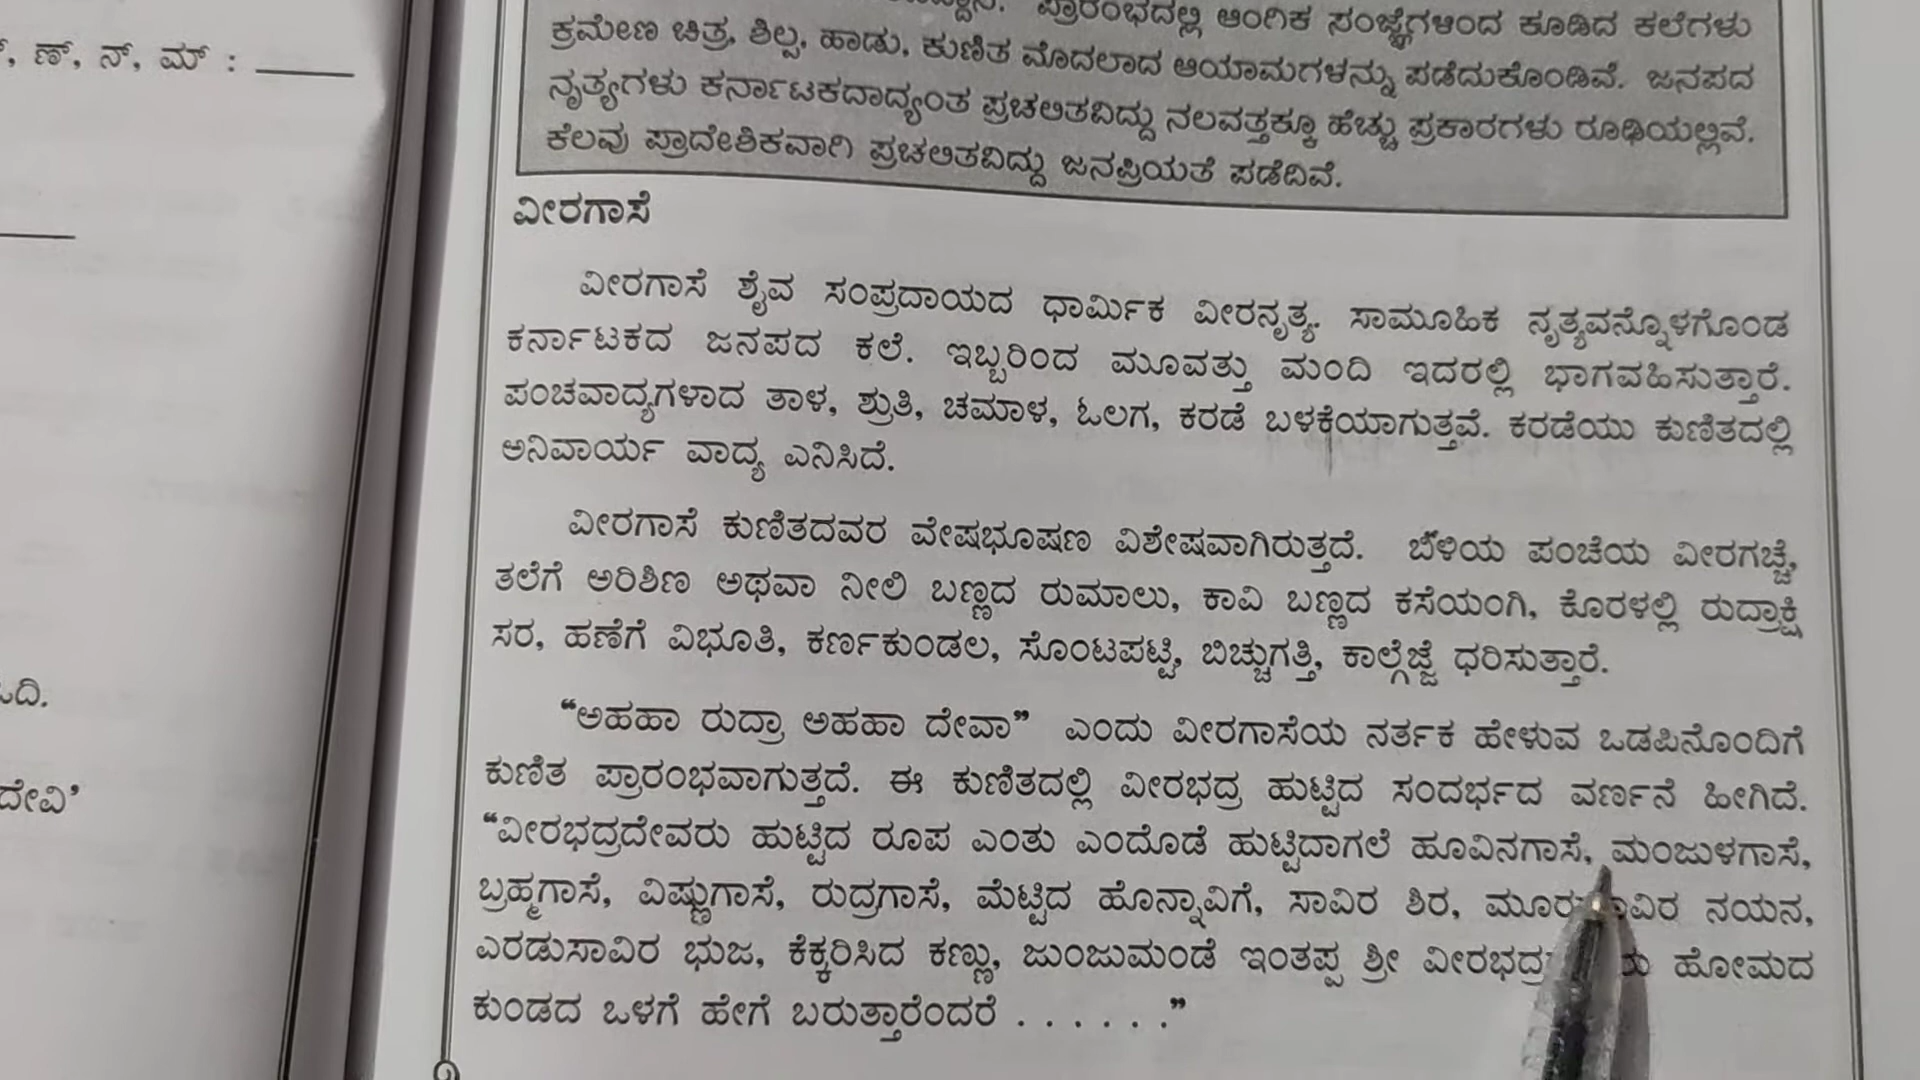 ್, ಣ್, ನ್, ಮ್ :
ದಿ.
ದೇವಿ'
ಪ್ರಾರಂಭದಲ್ಲಿ ಆಂಗಿಕ ಸಂಜ್ಞೆಗಳಿಂದ ಕೂಡಿದ ಕಲೆಗಳು
ಕ್ರಮೇಣ ಚಿತ್ರ, ಶಿಲ್ಪ, ಹಾಡು, ಕುಣಿತ ಮೊದಲಾದ ಆಯಾಮಗಳನ್ನು ಪಡೆದುಕೊಂಡಿವೆ. ಜನಪದ
ನೃತ್ಯಗಳು ಕರ್ನಾಟಕದಾದ್ಯಂತ ಪ್ರಚಲಿತವಿದ್ದು ನಲವತ್ತಕ್ಕೂ ಹೆಚ್ಚು ಪ್ರಕಾರಗಳು ರೂಢಿಯಲ್ಲಿವೆ.
ಕೆಲವು ಪ್ರಾದೇಶಿಕವಾಗಿ ಪ್ರಚಲಿತವಿದ್ದು ಜನಪ್ರಿಯತೆ ಪಡೆದಿವೆ.
ವೀರಗಾಸೆ
ವೀರಗಾಸೆ ಶೈವ ಸಂಪ್ರದಾಯದ ಧಾರ್ಮಿಕ ವೀರನೃತ್ಯ. ಸಾಮೂಹಿಕ ನೃತ್ಯವನ್ನೊಳಗೊಂಡ
ಕರ್ನಾಟಕದ ಜನಪದ ಕಲೆ. ಇಬ್ಬರಿಂದ ಮೂವತ್ತು ಮಂದಿ ಇದರಲ್ಲಿ ಭಾಗವಹಿಸುತ್ತಾರೆ.
ಪಂಚವಾದ್ಯಗಳಾದ ತಾಳ, ಶ್ರುತಿ, ಚಮಾಳ, ಓಲಗ, ಕರಡೆ ಬಳಕೆಯಾಗುತ್ತವೆ. ಕರಡೆಯು ಕುಣಿತದಲ್ಲಿ
ಅನಿವಾರ್ಯ ವಾದ್ಯ ಎನಿಸಿದೆ.
ವೀರಗಾಸೆ ಕುಣಿತದವರ ವೇಷಭೂಷಣ ವಿಶೇಷವಾಗಿರುತ್ತದೆ. ಬಿಳಿಯ ಪಂಚೆಯ ವೀರಗಚ್ಚೆ,
ತಲೆಗೆ ಅರಿಶಿಣ ಅಥವಾ ನೀಲಿ ಬಣ್ಣದ ರುಮಾಲು, ಕಾವಿ ಬಣ್ಣದ ಕಸೆಯಂಗಿ, ಕೊರಳಲ್ಲಿ ರುದ್ರಾಕ್ಷಿ
ಸರ, ಹಣೆಗೆ ವಿಭೂತಿ, ಕರ್ಣಕುಂಡಲ, ಸೊಂಟಪಟ್ಟಿ, ಬಿಚ್ಚುಗತ್ತಿ, ಕಾಲ್ಗೆಜ್ಜೆ ಧರಿಸುತ್ತಾರೆ.
“ಅಹಹಾ ರುದ್ರಾ ಅಹಹಾ ದೇವಾ” ಎಂದು ವೀರಗಾಸೆಯ ನರ್ತಕ ಹೇಳುವ ಒಡಪಿನೊಂದಿಗೆ
ಕುಣಿತ ಪ್ರಾರಂಭವಾಗುತ್ತದೆ. ಈ ಕುಣಿತದಲ್ಲಿ ವೀರಭದ್ರ ಹುಟ್ಟಿದ ಸಂದರ್ಭದ ವರ್ಣನೆ ಹೀಗಿದೆ.
“ವೀರಭದ್ರದೇವರು ಹುಟ್ಟಿದ ರೂಪ ಎಂತು ಎಂದೊಡೆ ಹುಟ್ಟಿದಾಗಲೆ ಹೂವಿನಗಾಸೆ, ಮಂಜುಳಗಾಸೆ,
ಬ್ರಹ್ಮಗಾಸೆ, ವಿಷ್ಣುಗಾಸೆ, ರುದ್ರಗಾಸೆ, ಮೆಟ್ಟಿದ ಹೊನ್ನಾವಿಗೆ, ಸಾವಿರ ಶಿರ, ಮೂರುಸಾವಿರ ನಯನ,
ಎರಡುಸಾವಿರ ಭುಜ, ಕೆಕ್ಕರಿಸಿದ ಕಣ್ಣು, ಜುಂಜುಮಂಡೆ ಇಂತಪ್ಪ ಶ್ರೀ ವೀರಭದ್ರ ಹೋಮದ
ಕುಂಡದ ಒಳಗೆ ಹೇಗೆ ಬರುತ್ತಾರೆಂದರೆ . . . . . .”